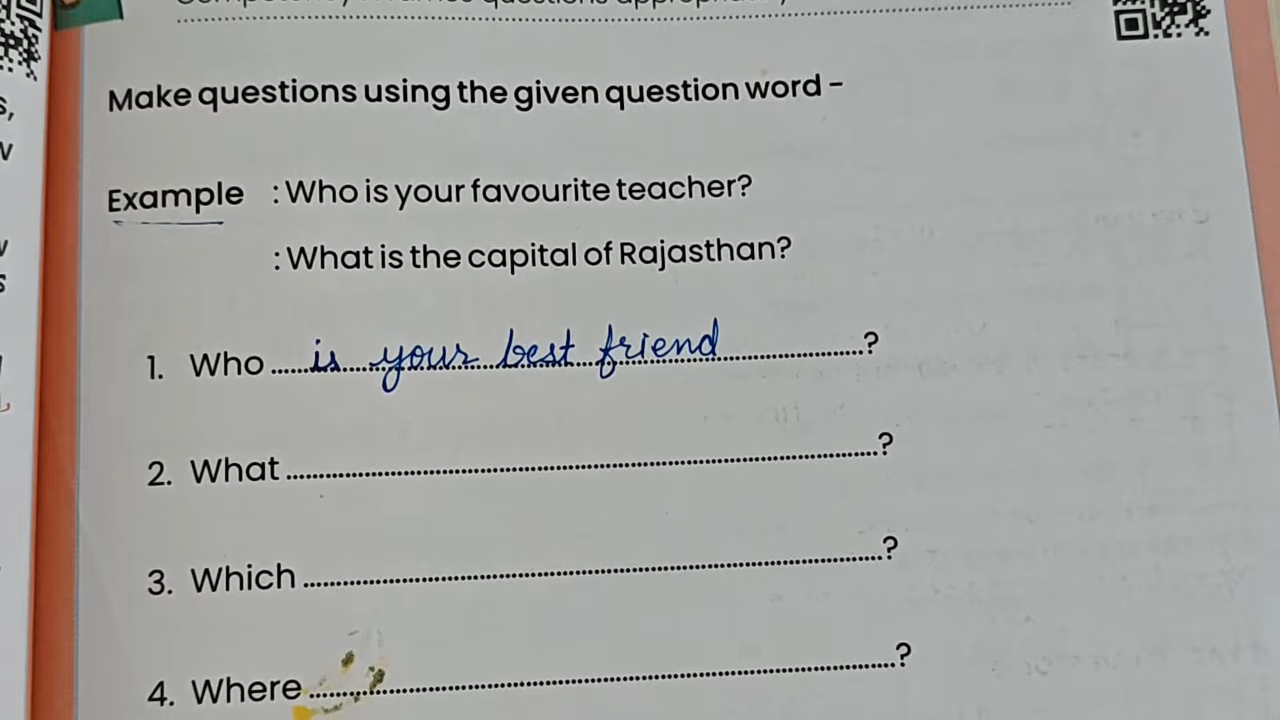 Make questions using the given question word -
Example : Who is your favourite teacher?
: What is the capital of Rajasthan?
1. Who ......is your best friend......?
2. What ......?
3. Which ......?
4. Where ......?